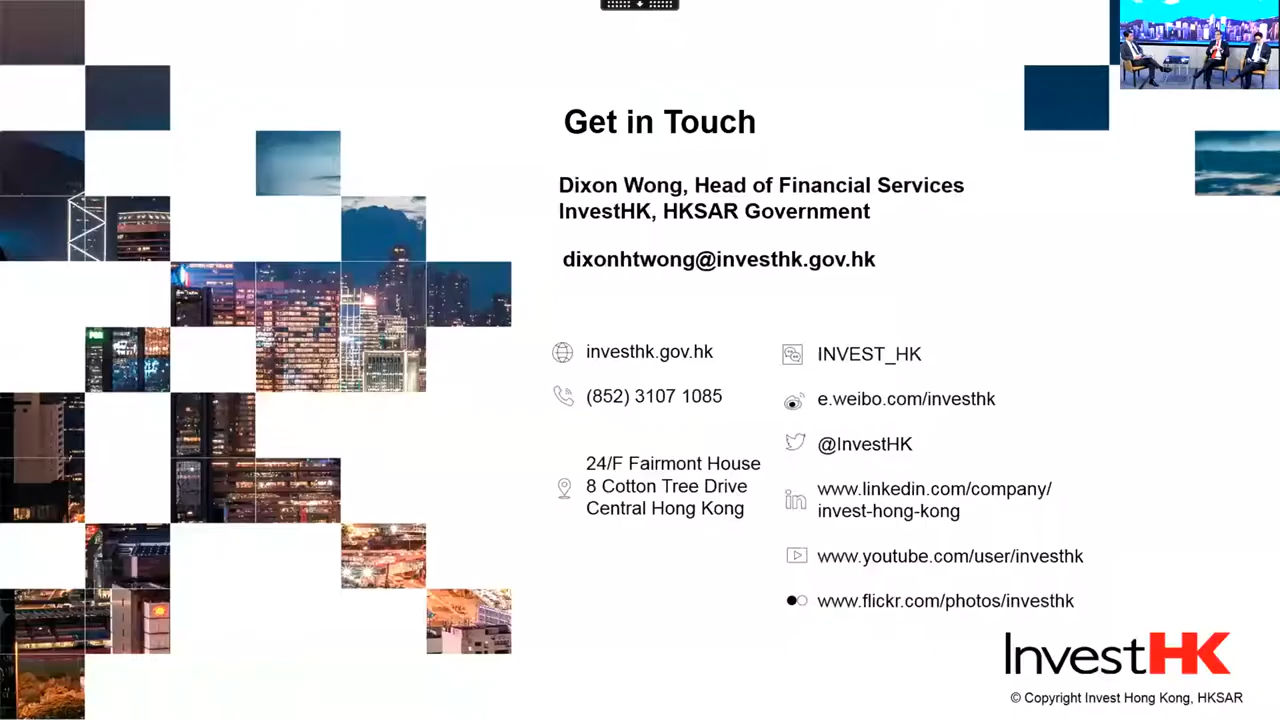 Get in Touch
Dixon Wong, Head of Financial Services
InvestHK, HKSAR Government
dixonhtwong@investhk.gov.hk
investhk.gov.hk
(852) 3107 1085
24/F Fairmont House
8 Cotton Tree Drive
Central Hong Kong
INVEST_HK
e.weibo.com/investhk
@InvestHK
www.linkedin.com/company/
invest-hong-kong
www.youtube.com/user/investhk
www.flickr.com/photos/investhk
InvestHK
© Copyright Invest Hong Kong, HKSAR